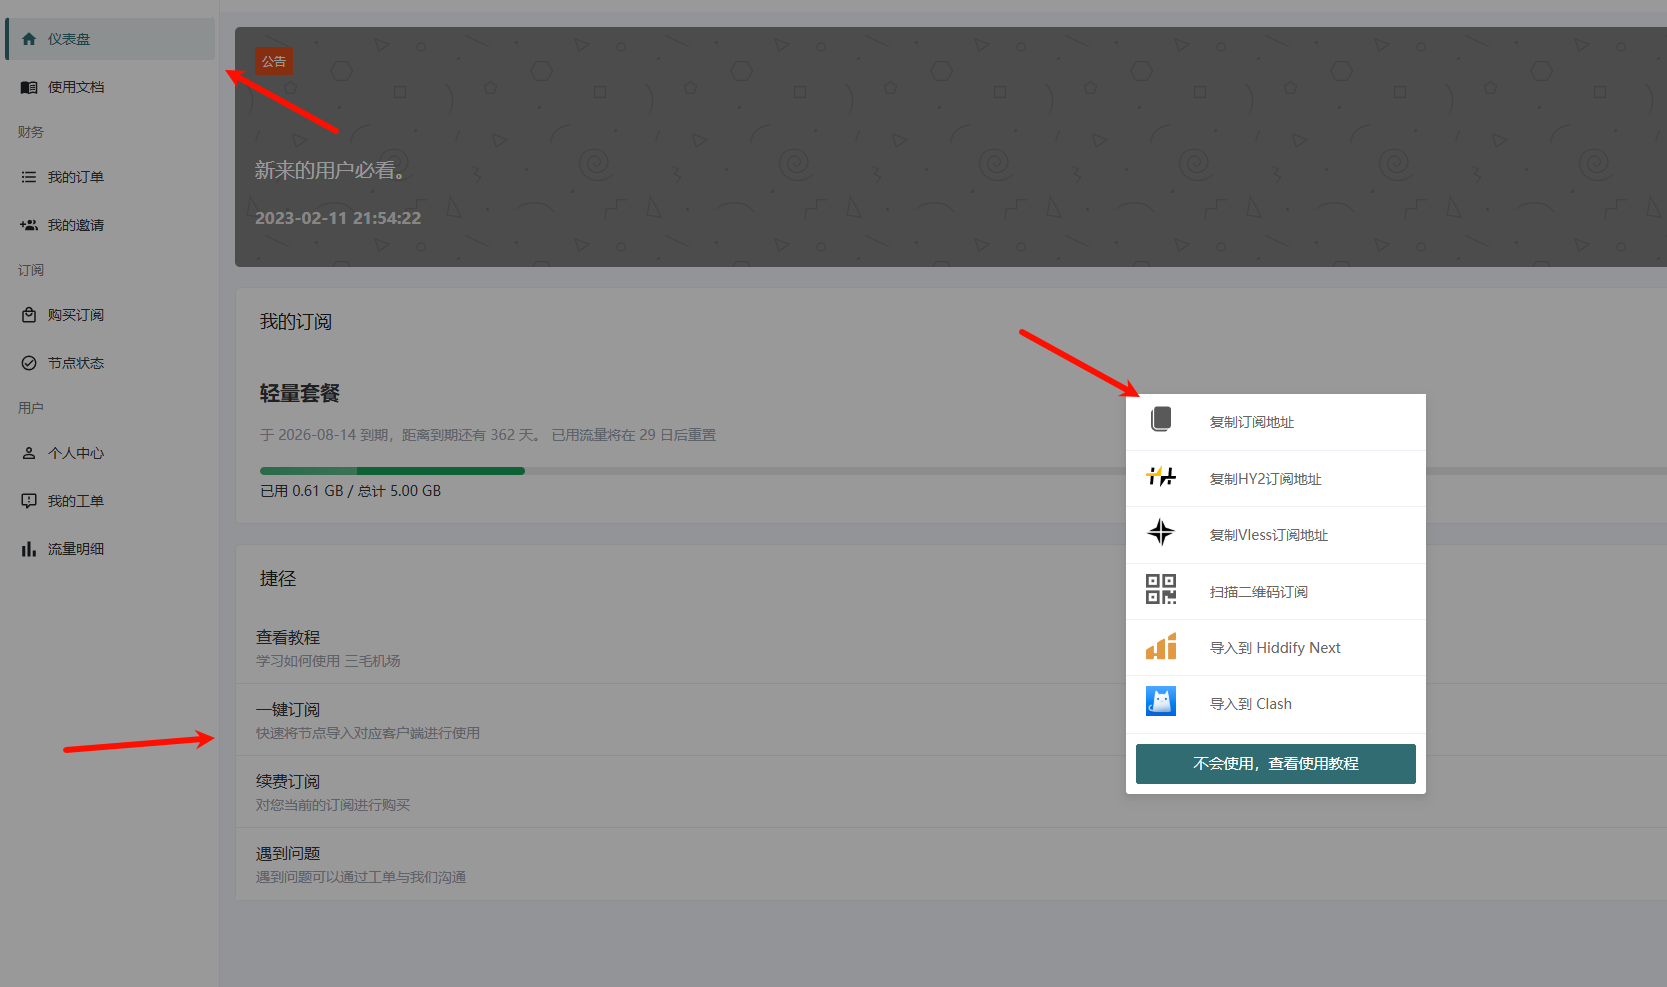 仪表盘
使用文档
财务
我的订单
我的邀请
订阅
购买订阅
节点状态
用户
个人中心
我的工单
流量明细
公告
新来的用户必看。
2023-02-11 21:54:22
我的订阅
轻量套餐
于 2026-08-14 到期，距离到期还有 362 天。 已用流量将在 29 日后重置
已用 0.61 GB / 总计 5.00 GB
捷径
查看教程
学习如何使用 三毛机场
一键订阅
快速将节点导入对应客户端进行使用
续费订阅
对您当前的订阅进行购买
遇到问题
遇到问题可以通过工单与我们沟通
复制订阅地址
复制HY2订阅地址
复制Vless订阅地址
扫描二维码订阅
导入到 Hiddify Next
导入到 Clash
不会使用，查看使用教程